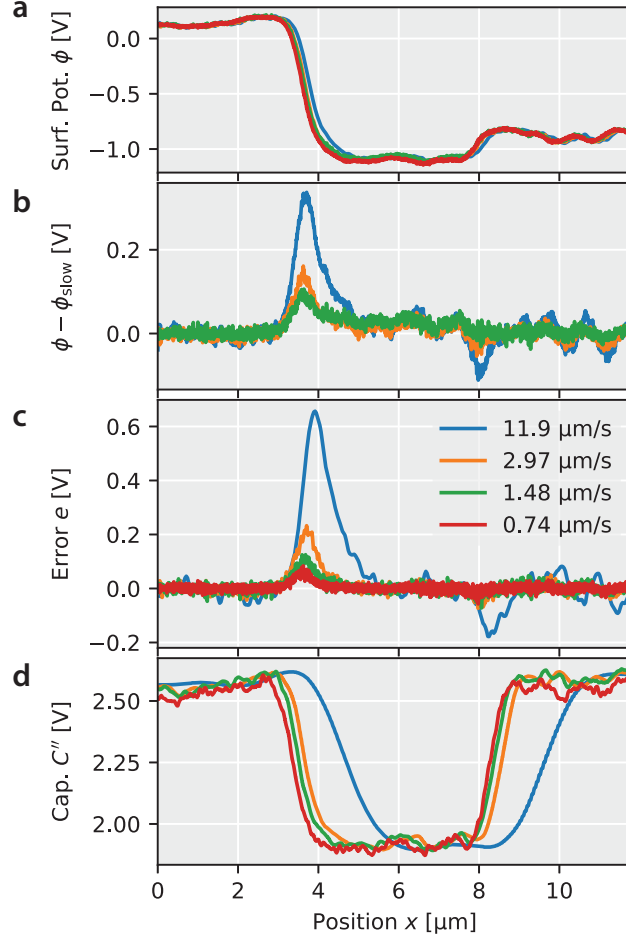 a
Surf. Pot. ϕ [V]
0.0
−0.5
−1.0
b
ϕ − ϕslow [V]
0.2
0.0
c
Error e [V]
0.6
0.4
0.2
0.0
−0.2
11.9 μm/s
2.97 μm/s
1.48 μm/s
0.74 μm/s
d
Cap. C″ [V]
2.50
2.25
2.00
0 2 4 6 8 10
Position x [μm]